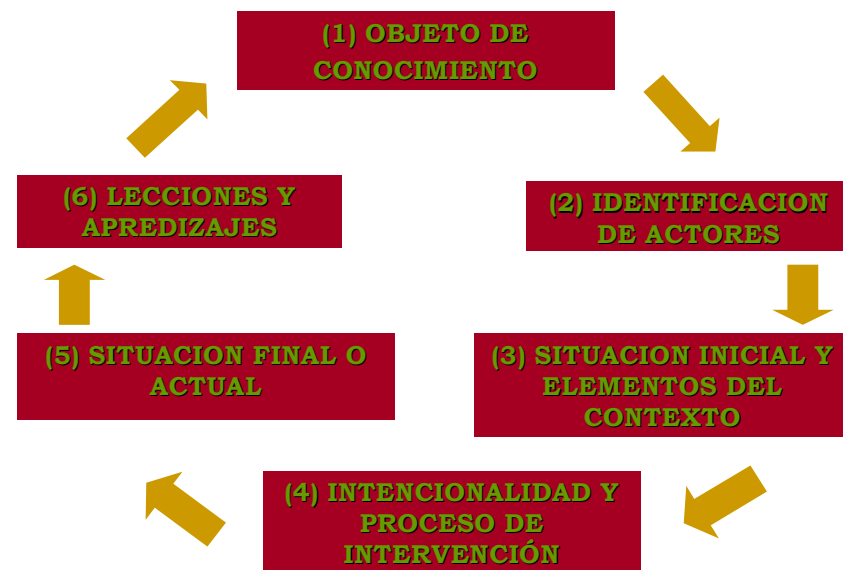 (1) OBJETO DE
CONOCIMIENTO
(2) IDENTIFICACION
DE ACTORES
(3) SITUACION INICIAL Y
ELEMENTOS DEL
CONTEXTO
(4) INTENCIONALIDAD Y
PROCESO DE
INTERVENCIÓN
(5) SITUACION FINAL O
ACTUAL
(6) LECCIONES Y
APREDIZAJES